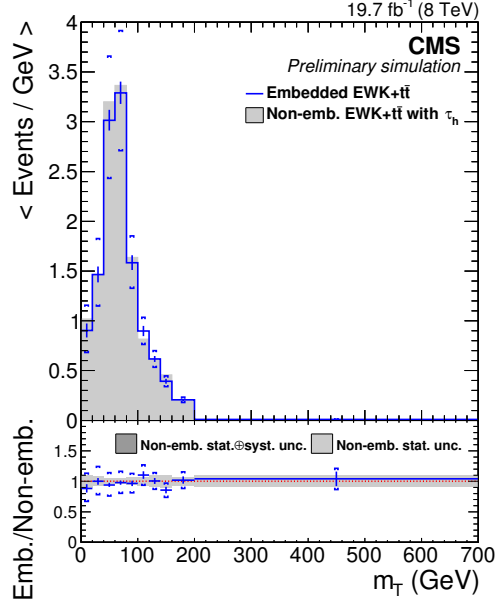 19.7 fb⁻¹ (8 TeV)
CMS
Preliminary simulation
Embedded EWK+tt̄
Non-emb. EWK+tt̄ with τh
< Events / GeV >
4
3.5
3
2.5
2
1.5
1
0.5
0
Non-emb. stat.⊕syst. unc.
Non-emb. stat. unc.
Emb./Non-emb.
1.5
1
0.5
0
0 100 200 300 400 500 600 700
mT (GeV)